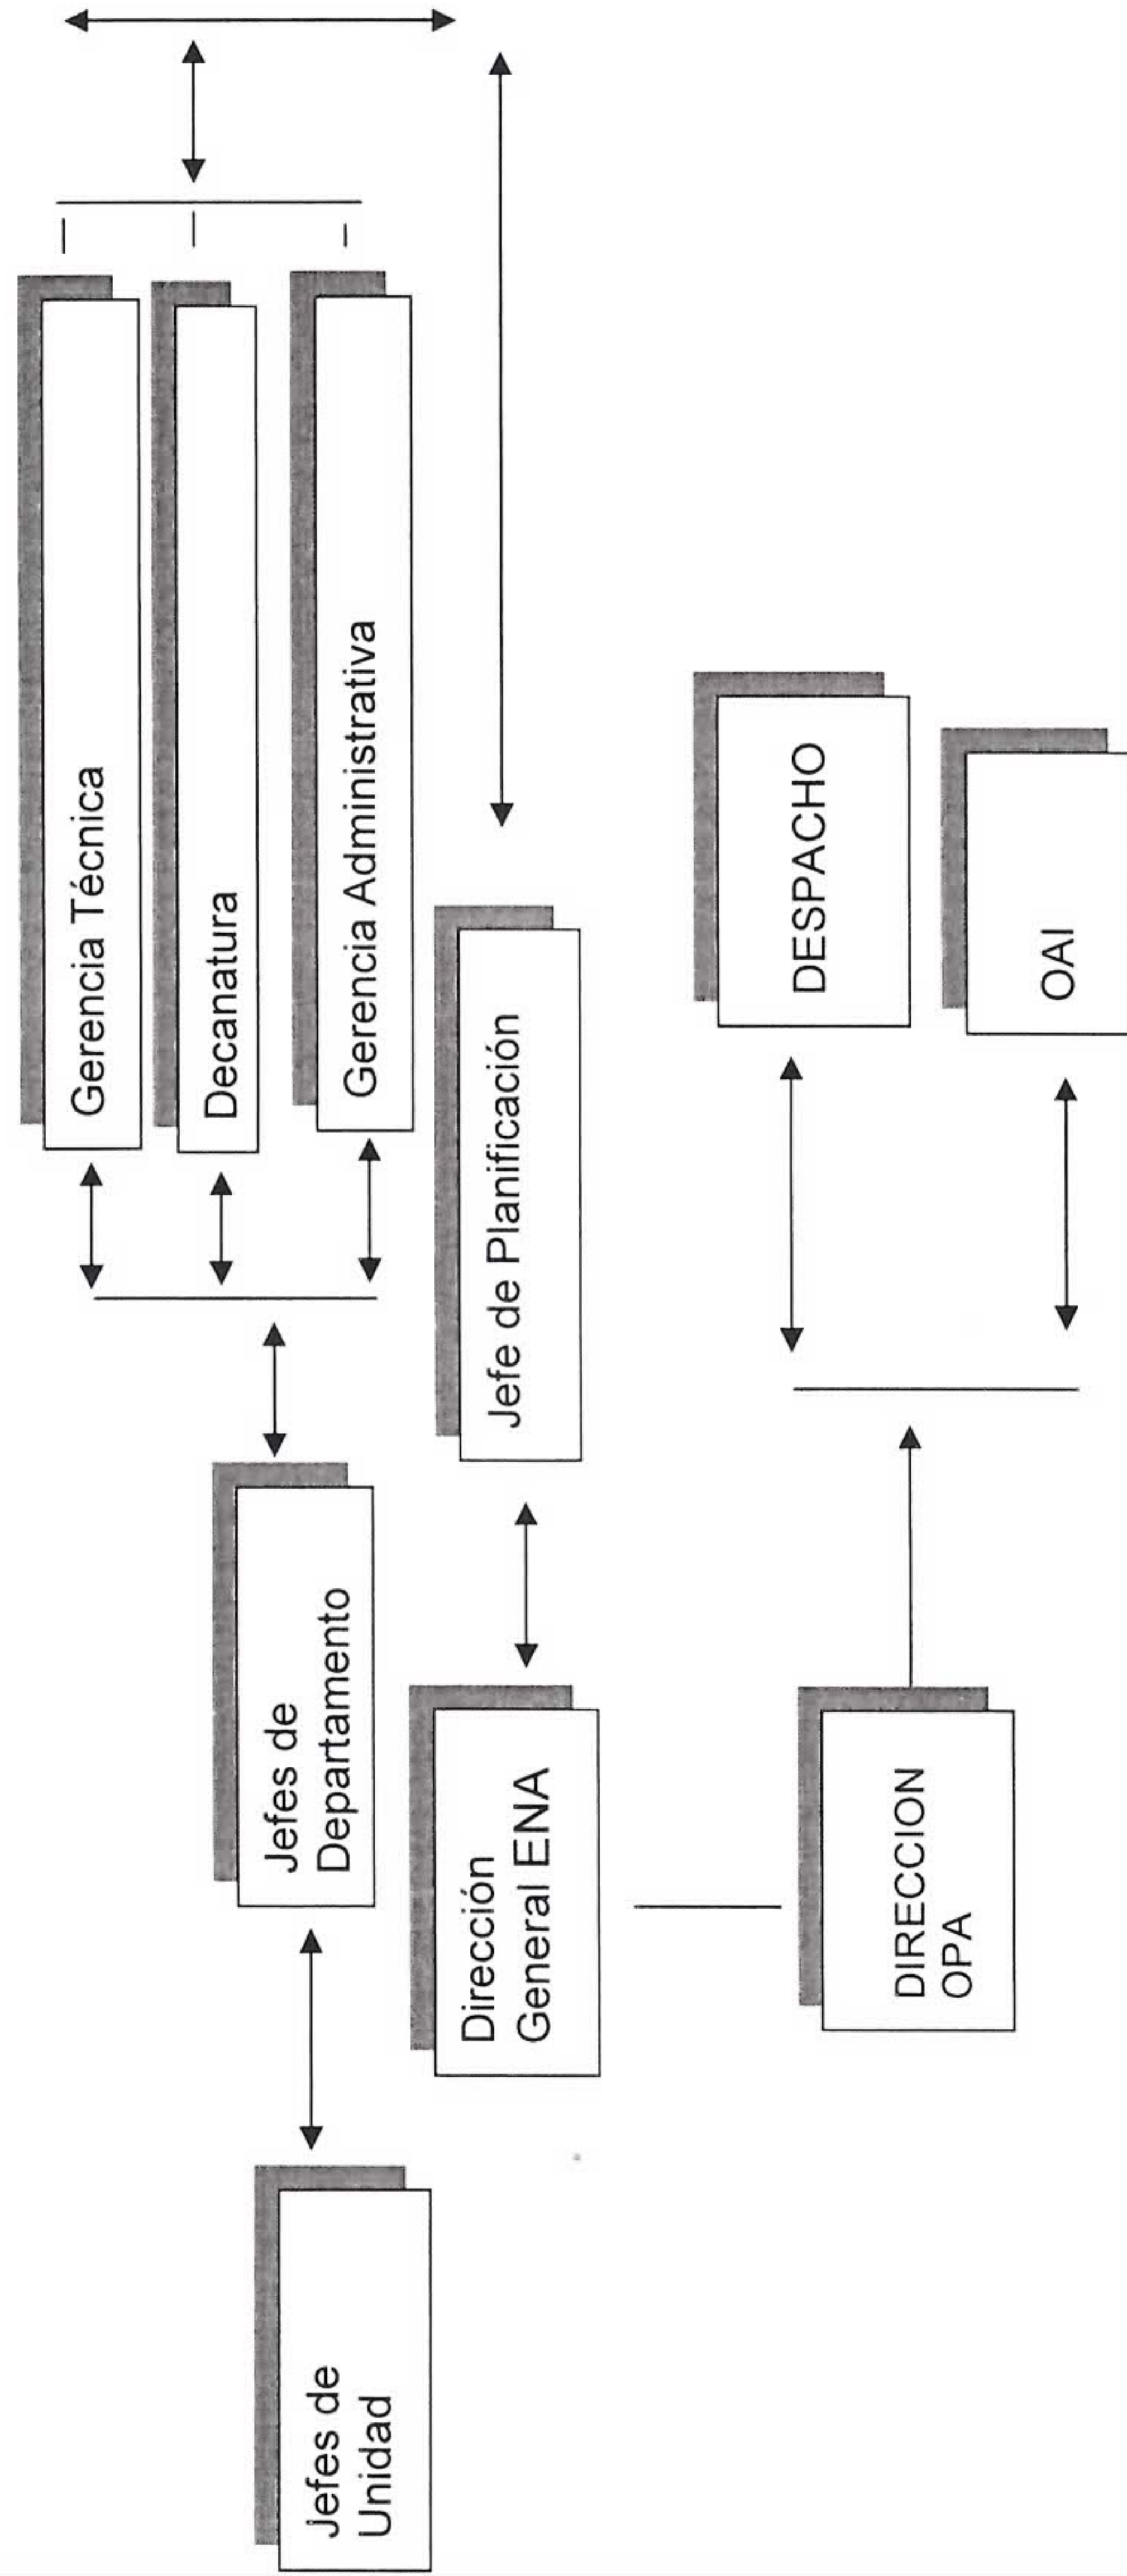 Jefes de
Unidad
Jefes de
Departamento
Gerencia Técnica
Decanatura
Gerencia Administrativa
Dirección
General ENA
Jefe de Planificación
DIRECCION
OPA
DESPACHO
OAI